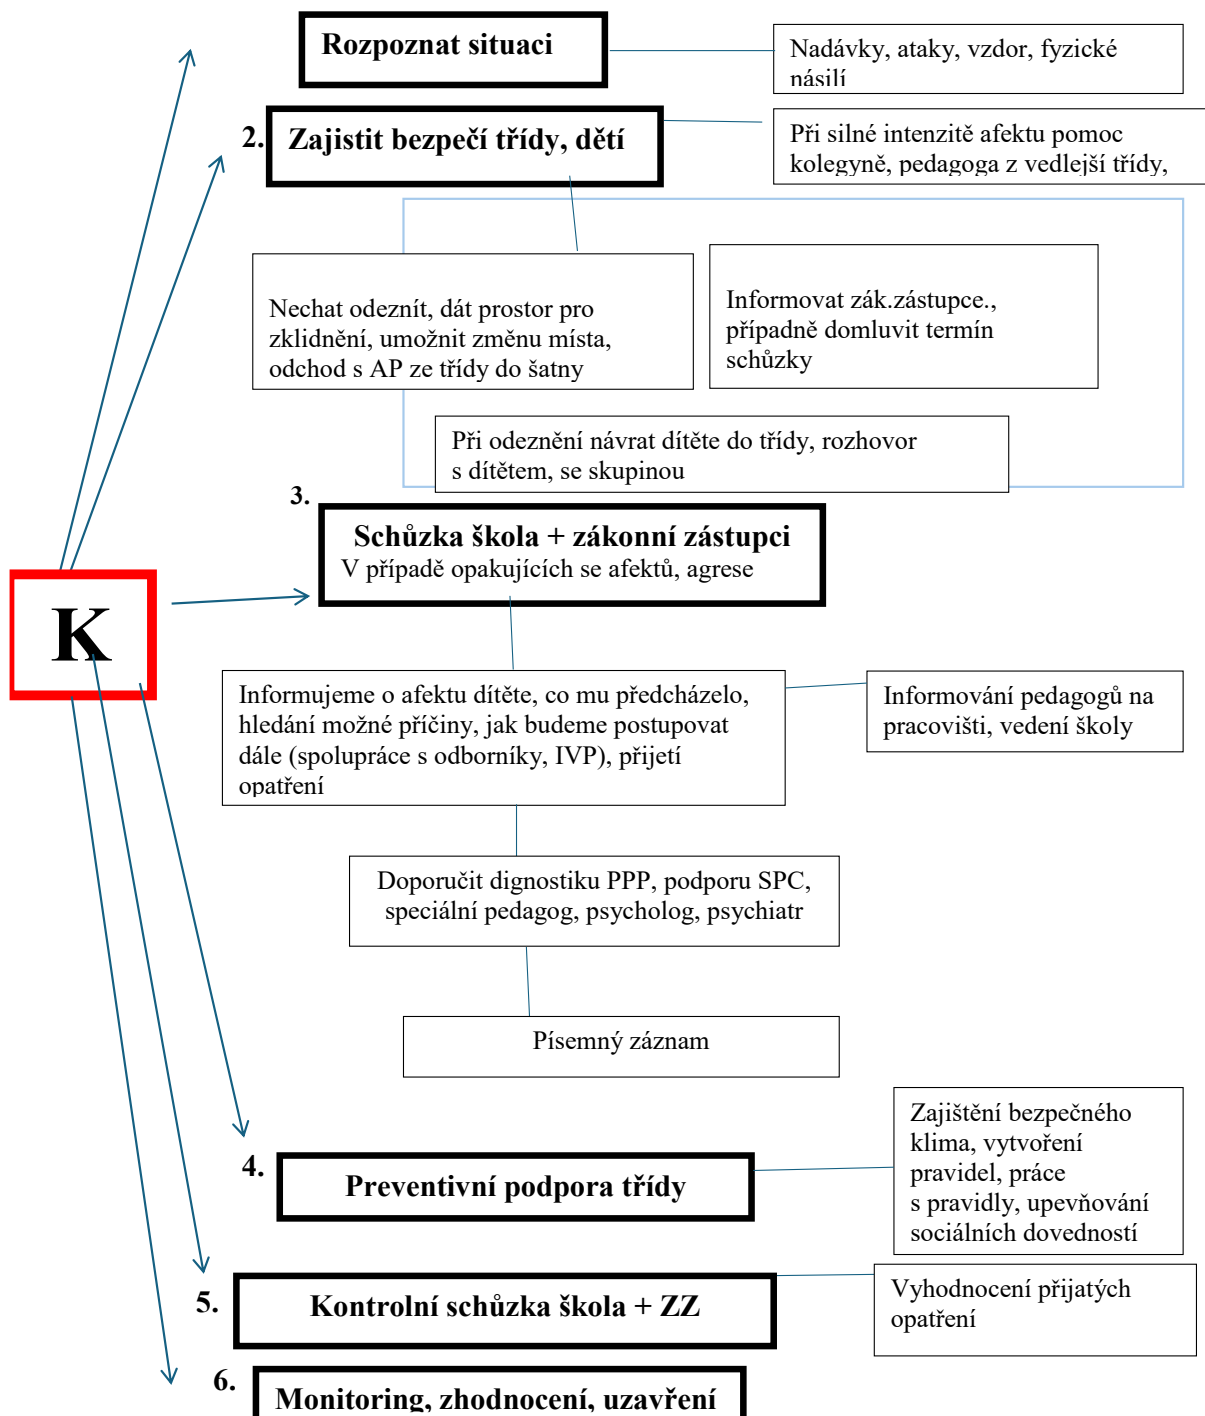 Rozpoznat situaci
Nadávky, ataky, vzdor, fyzické
násilí
2.
Zajistit bezpečí třídy, dětí
Při silné intenzitě afektu pomoc
kolegyně, pedagoga z vedlejší třídy,
Nechat odeznít, dát prostor pro
zklidnění, umožnit změnu místa,
odchod s AP ze třídy do šatny
Informovat zák.zástupce.,
případně domluvit termín
schůzky
Při odeznění návrat dítěte do třídy, rozhovor
s dítětem, se skupinou
3.
Schůzka škola + zákonní zástupci
V případě opakujících se afektů, agrese
K
Informujeme o afektu dítěte, co mu předcházelo,
hledání možné příčiny, jak budeme postupovat
dále (spolupráce s odborníky, IVP), přijetí
opatření
Informování pedagogů na
pracovišti, vedení školy
Doporučit dignostiku PPP, podporu SPC,
speciální pedagog, psycholog, psychiatr
Písemný záznam
4.
Preventivní podpora třídy
Zajištění bezpečného
klima, vytvoření
pravidel, práce
s pravidly, upevňování
sociálních dovedností
5.
Kontrolní schůzka škola + ZZ
Vyhodnocení přijatých
opatření
6.
Monitoring, zhodnocení, uzavření